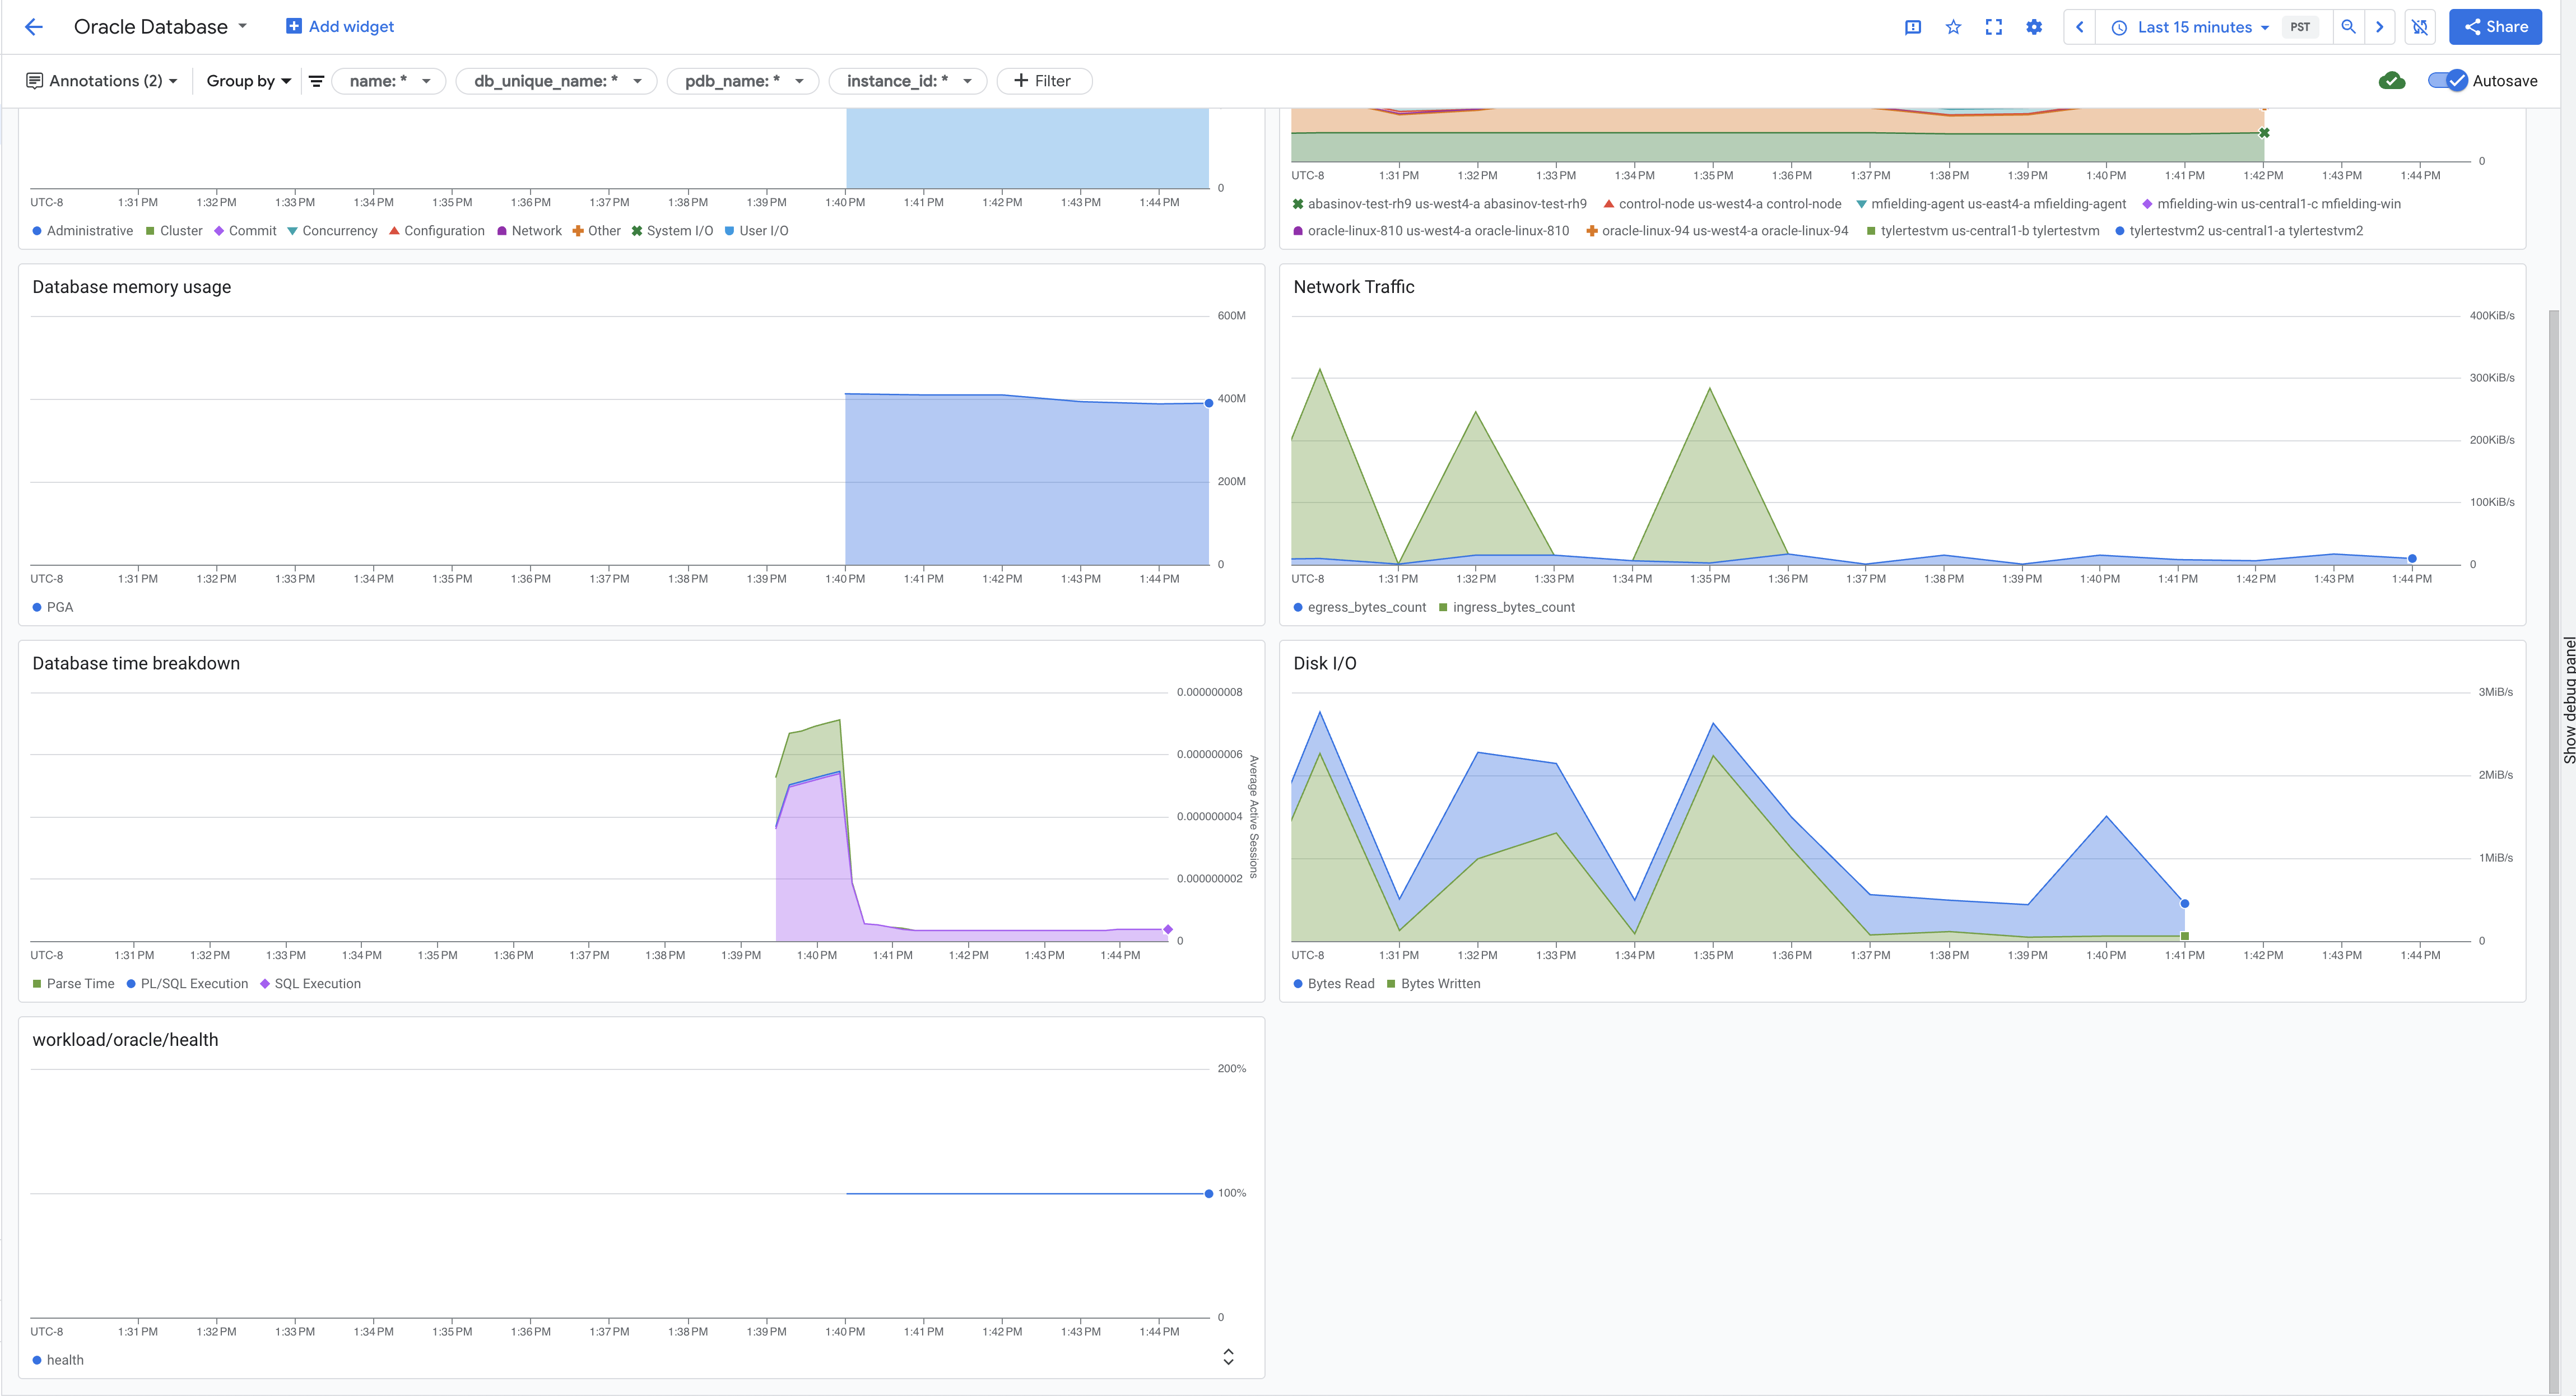 Oracle Database
Add widget
Last 15 minutes
PST
Share
Annotations (2)
Group by
name: *
db_unique_name: *
pdb_name: *
instance_id: *
Filter
Autosave
0
UTC-8 1:31 PM 1:32 PM 1:33 PM 1:34 PM 1:35 PM 1:36 PM 1:37 PM 1:38 PM 1:39 PM 1:40 PM 1:41 PM 1:42 PM 1:43 PM 1:44 PM
Administrative Cluster Commit Concurrency Configuration Network Other System I/O User I/O
0
UTC-8 1:31 PM 1:32 PM 1:33 PM 1:34 PM 1:35 PM 1:36 PM 1:37 PM 1:38 PM 1:39 PM 1:40 PM 1:41 PM 1:42 PM 1:43 PM 1:44 PM
abasinov-test-rh9 us-west4-a abasinov-test-rh9 control-node us-west4-a control-node mfielding-agent us-east4-a mfielding-agent mfielding-win us-central1-c mfielding-win
oracle-linux-810 us-west4-a oracle-linux-810 oracle-linux-94 us-west4-a oracle-linux-94 tylertestvm us-central1-b tylertestvm tylertestvm2 us-central1-a tylertestvm2
Database memory usage
600M
400M
200M
0
UTC-8 1:31 PM 1:32 PM 1:33 PM 1:34 PM 1:35 PM 1:36 PM 1:37 PM 1:38 PM 1:39 PM 1:40 PM 1:41 PM 1:42 PM 1:43 PM 1:44 PM
PGA
Network Traffic
400KiB/s
300KiB/s
200KiB/s
100KiB/s
0
UTC-8 1:31 PM 1:32 PM 1:33 PM 1:34 PM 1:35 PM 1:36 PM 1:37 PM 1:38 PM 1:39 PM 1:40 PM 1:41 PM 1:42 PM 1:43 PM 1:44 PM
egress_bytes_count ingress_bytes_count
Database time breakdown
0.000000008
0.000000006
0.000000004
0.000000002
0
Average Active Sessions
UTC-8 1:31 PM 1:32 PM 1:33 PM 1:34 PM 1:35 PM 1:36 PM 1:37 PM 1:38 PM 1:39 PM 1:40 PM 1:41 PM 1:42 PM 1:43 PM 1:44 PM
Parse Time PL/SQL Execution SQL Execution
Disk I/O
3MiB/s
2MiB/s
1MiB/s
0
UTC-8 1:31 PM 1:32 PM 1:33 PM 1:34 PM 1:35 PM 1:36 PM 1:37 PM 1:38 PM 1:39 PM 1:40 PM 1:41 PM 1:42 PM 1:43 PM 1:44 PM
Bytes Read Bytes Written
Show debug panel
workload/oracle/health
200%
100%
0
UTC-8 1:31 PM 1:32 PM 1:33 PM 1:34 PM 1:35 PM 1:36 PM 1:37 PM 1:38 PM 1:39 PM 1:40 PM 1:41 PM 1:42 PM 1:43 PM 1:44 PM
health